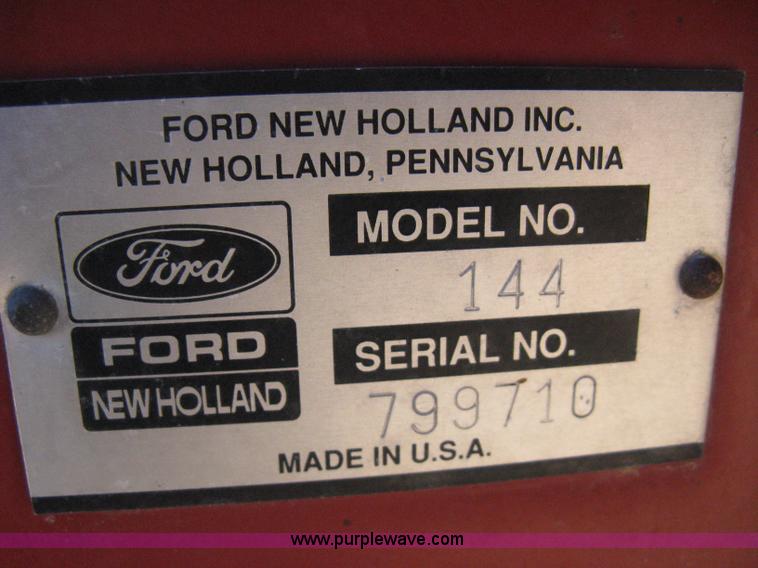 FORD NEW HOLLAND INC.
NEW HOLLAND, PENNSYLVANIA
Ford
FORD
NEW HOLLAND
MODEL NO.
144
SERIAL NO.
799710
MADE IN U.S.A.
www.purplewave.com